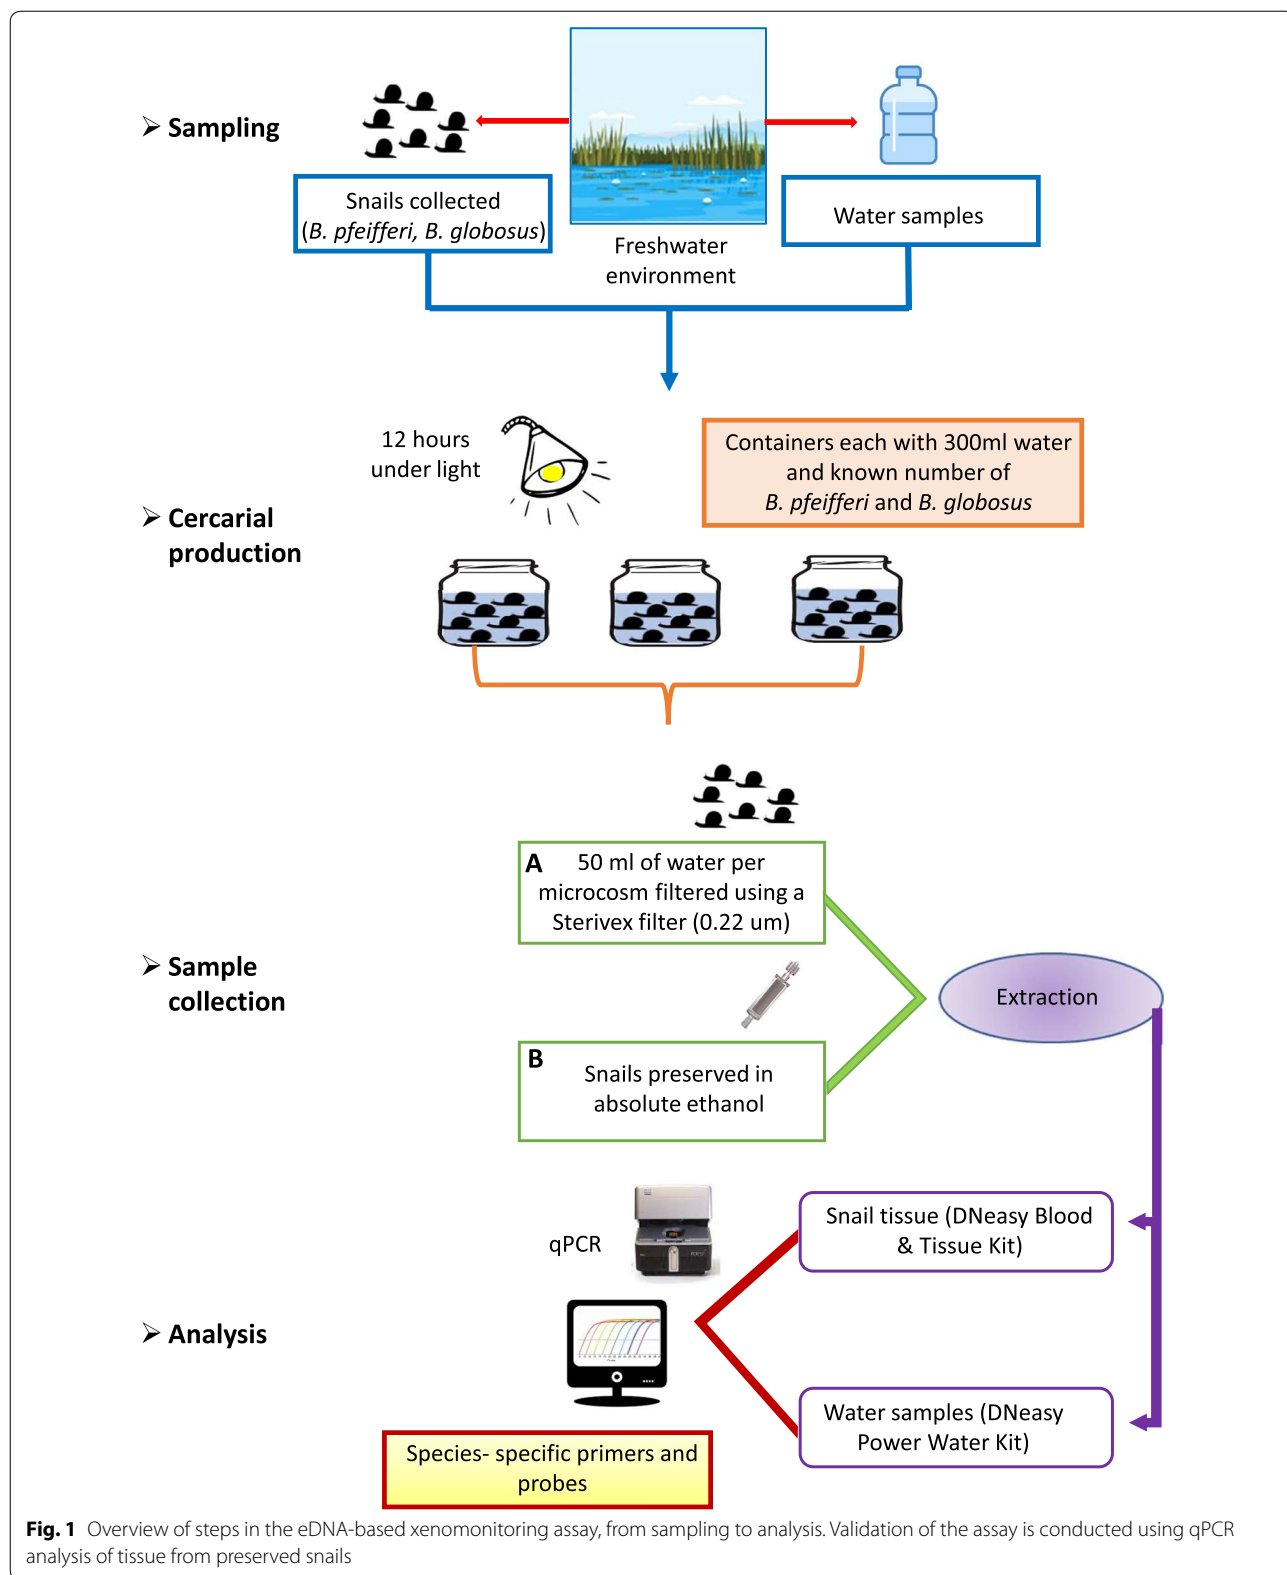 ➢ Sampling
Snails collected
(B. pfeifferi, B. globosus)
Freshwater
environment
Water samples
12 hours
under light
Containers each with 300ml water
and known number of
B. pfeifferi and B. globosus
➢ Cercarial
production
A 50 ml of water per
microcosm filtered using a
Sterivex filter (0.22 um)
➢ Sample
collection
Extraction
B Snails preserved in
absolute ethanol
qPCR
Snail tissue (DNeasy Blood
& Tissue Kit)
➢ Analysis
Water samples (DNeasy
Power Water Kit)
Species- specific primers and
probes
Fig. 1 Overview of steps in the eDNA-based xenomonitoring assay, from sampling to analysis. Validation of the assay is conducted using qPCR
analysis of tissue from preserved snails